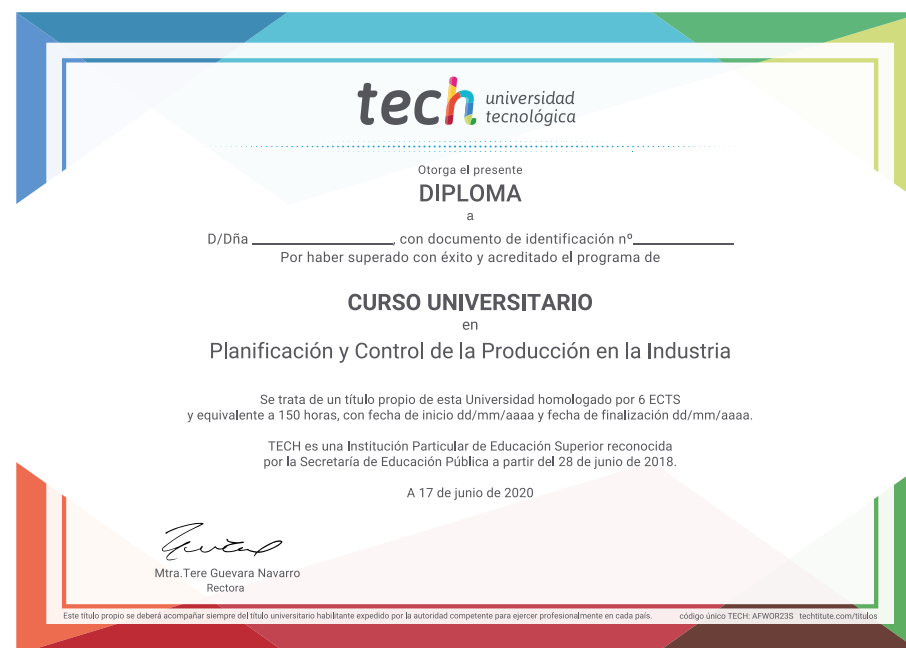 tech universidad
tecnológica
Otorga el presente
DIPLOMA
a
D/Dña ____________________, con documento de identificación nº______________
Por haber superado con éxito y acreditado el programa de
CURSO UNIVERSITARIO
en
Planificación y Control de la Producción en la Industria
Se trata de un título propio de esta Universidad homologado por 6 ECTS
y equivalente a 150 horas, con fecha de inicio dd/mm/aaaa y fecha de finalización dd/mm/aaaa.
TECH es una Institución Particular de Educación Superior reconocida
por la Secretaría de Educación Pública a partir del 28 de junio de 2018.
A 17 de junio de 2020
Mtra.Tere Guevara Navarro
Rectora
Este título propio se deberá acompañar siempre del título universitario habilitante expedido por la autoridad competente para ejercer profesionalmente en cada país. código único TECH: AFWOR23S techtitute.com/titulos